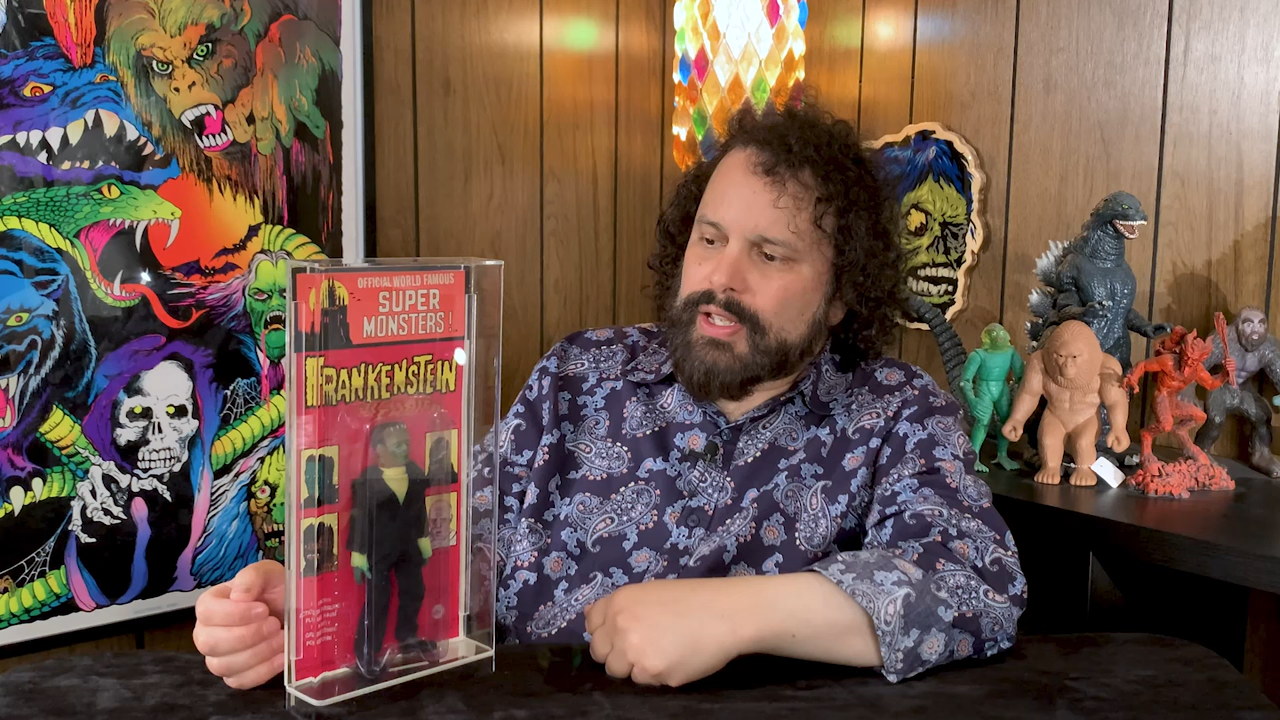 OFFICIAL WORLD FAMOUS
SUPER
MONSTERS!
FRANKENSTEIN